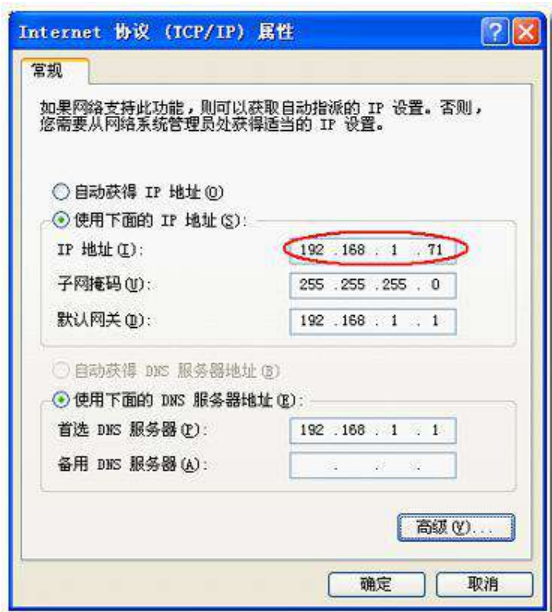 Internet 协议 (TCP/IP) 属性
常规
如果网络支持此功能，则可以获取自动指派的 IP 设置。否则，
您需要从网络系统管理员处获得适当的 IP 设置。
自动获得 IP 地址(O)
使用下面的 IP 地址(S):
IP 地址(I): 192 .168 . 1 . 71
子网掩码(U): 255 .255 .255 . 0
默认网关(D): 192 .168 . 1 . 1
自动获得 DNS 服务器地址(B)
使用下面的 DNS 服务器地址(E):
首选 DNS 服务器(P): 192 .168 . 1 . 1
备用 DNS 服务器(A): . . .
高级(V)...
确定 取消